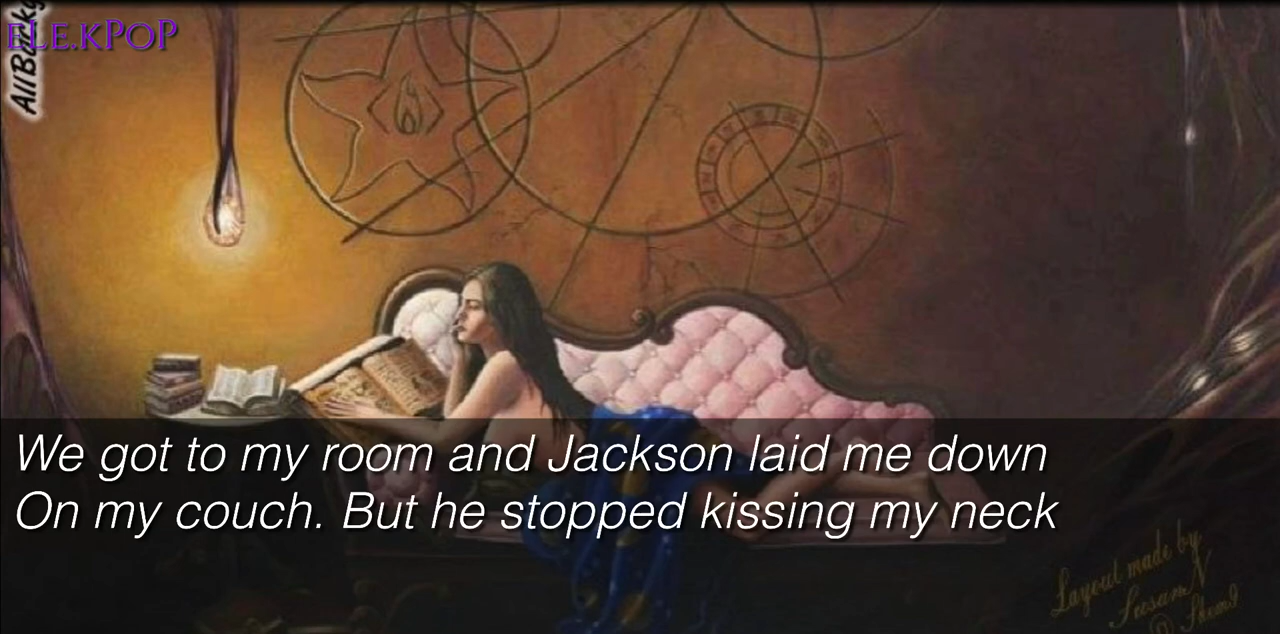 ELE.KPOP
We got to my room and Jackson laid me down
On my couch. But he stopped kissing my neck
Layout made by